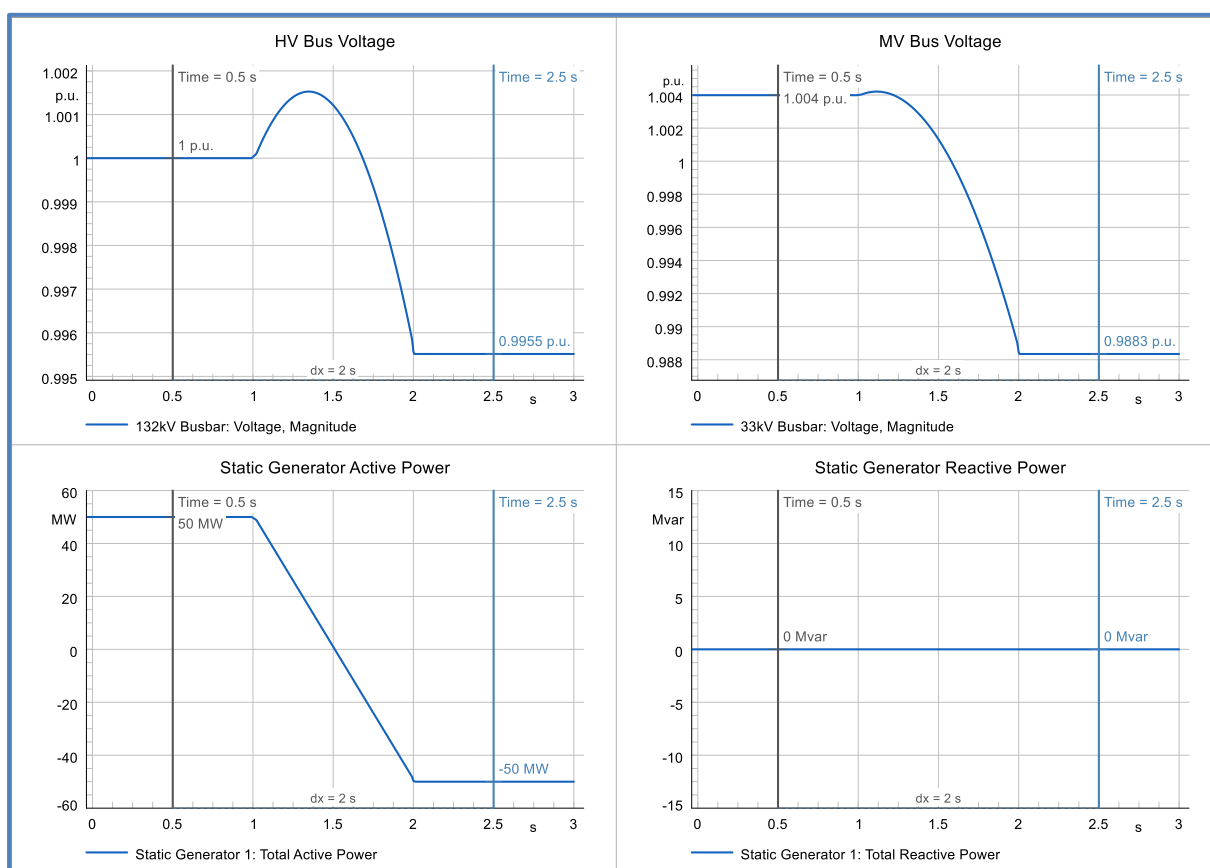 HV Bus Voltage
1.002
p.u.
1.001
1
0.999
0.998
0.997
0.996
0.995
Time = 0.5 s
Time = 2.5 s
1 p.u.
0.9955 p.u.
dx = 2 s
0 0.5 1 1.5 2 2.5 s 3
132kV Busbar: Voltage, Magnitude
MV Bus Voltage
p.u.
1.004
1.002
1
0.998
0.996
0.994
0.992
0.99
0.988
Time = 0.5 s
Time = 2.5 s
1.004 p.u.
0.9883 p.u.
dx = 2 s
0 0.5 1 1.5 2 2.5 s 3
33kV Busbar: Voltage, Magnitude
Static Generator Active Power
60
MW
40
20
0
-20
-40
-60
Time = 0.5 s
Time = 2.5 s
50 MW
-50 MW
dx = 2 s
0 0.5 1 1.5 2 2.5 s 3
Static Generator 1: Total Active Power
Static Generator Reactive Power
15
Mvar
10
5
0
-5
-10
-15
Time = 0.5 s
Time = 2.5 s
0 Mvar
0 Mvar
dx = 2 s
0 0.5 1 1.5 2 2.5 s 3
Static Generator 1: Total Reactive Power